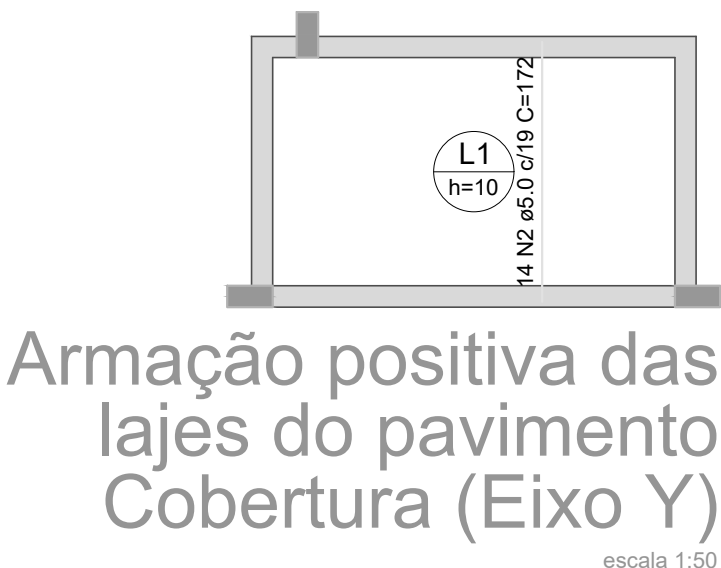 L1
h=10
14 N2 ø5.0 c/19 C=172
Armação positiva das
lajes do pavimento
Cobertura (Eixo Y)
escala 1:50